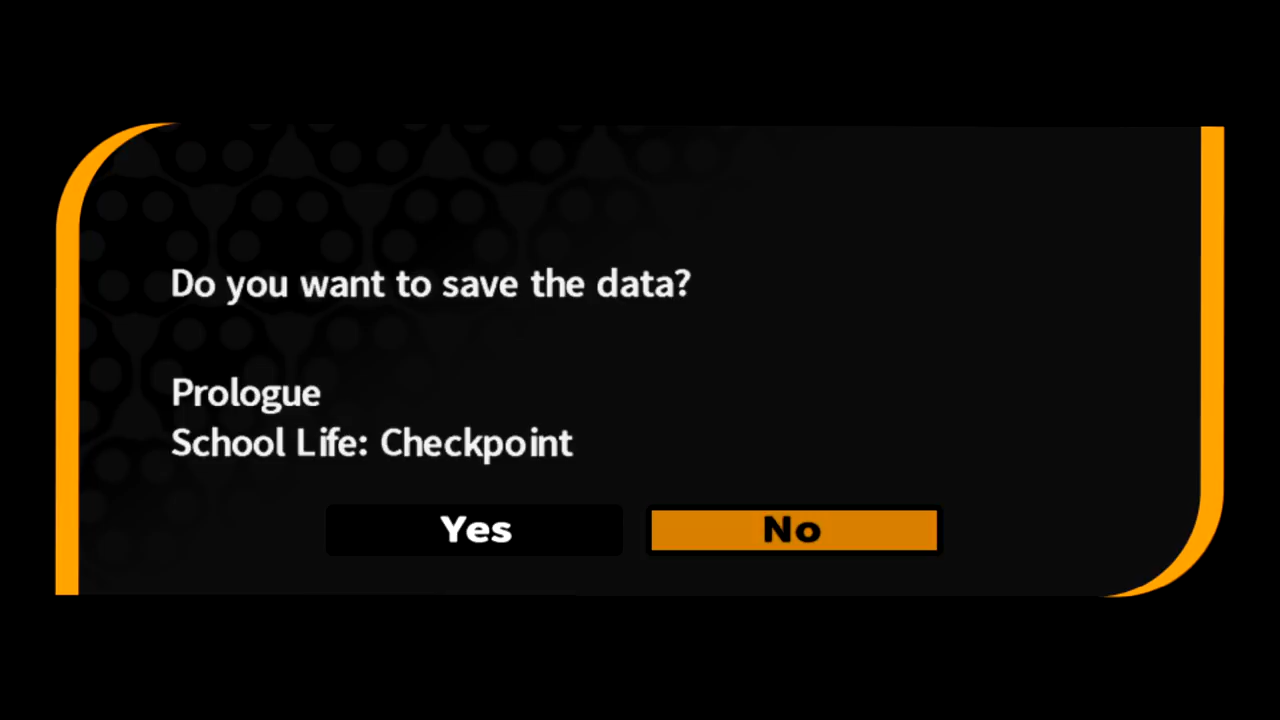 Do you want to save the data?
Prologue
School Life: Checkpoint
Yes No